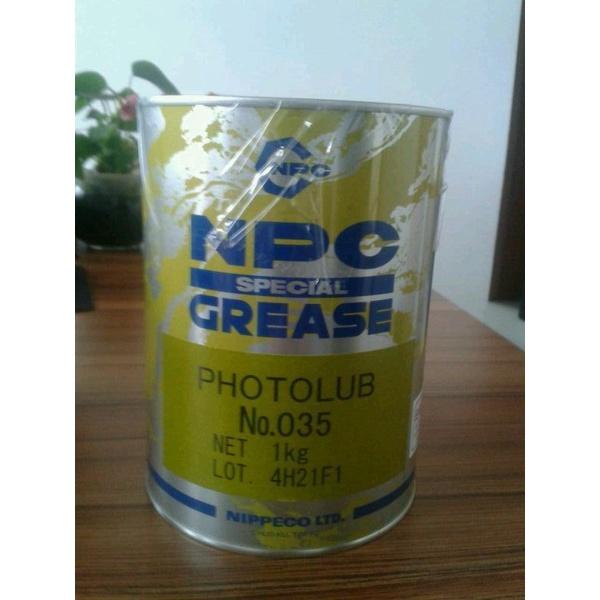 NPC
NPC
SPECIAL
GREASE
PHOTOLUB
No.035
NET 1kg
LOT. 4H21F1
NIPPECO LTD.